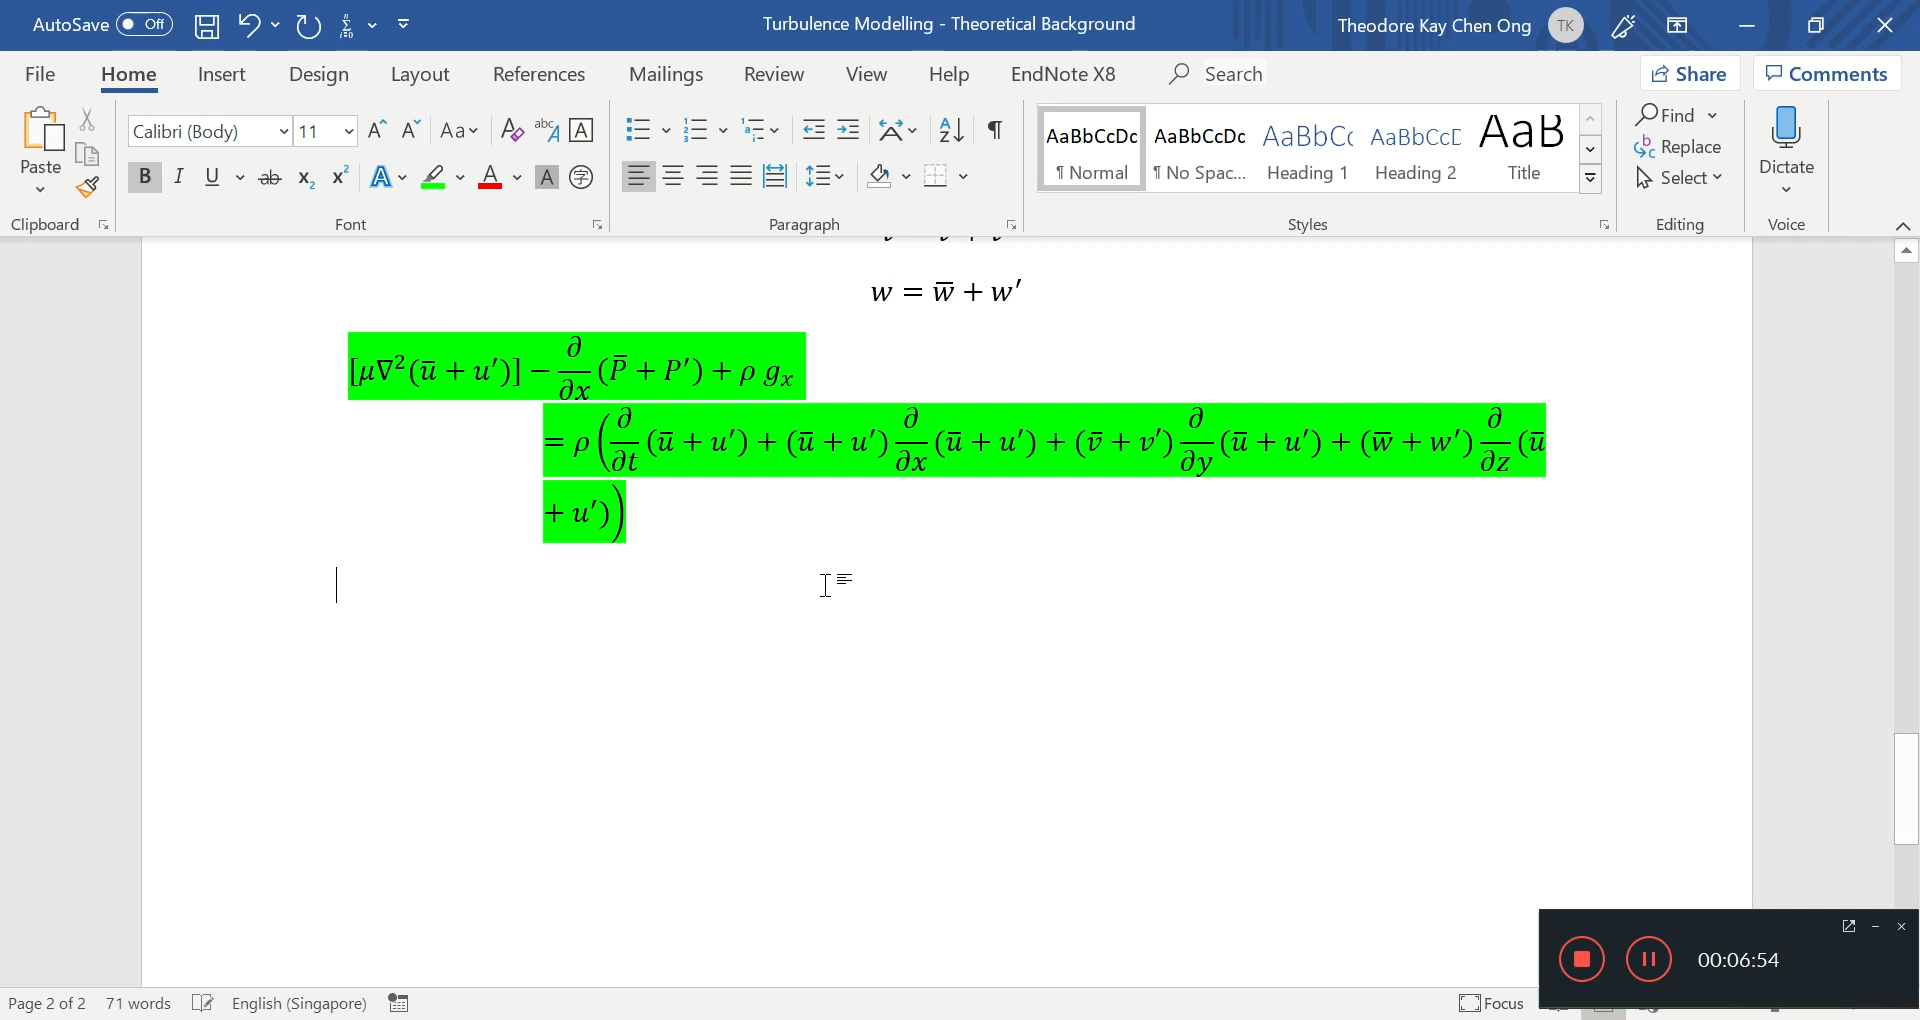 AutoSave Off
Turbulence Modelling - Theoretical Background
Theodore Kay Chen Ong TK
File Home Insert Design Layout References Mailings Review View Help EndNote X8 Search Share Comments
Paste
Clipboard
Calibri (Body) 11
Font
Paragraph
AaBbCcDc ¶ Normal
AaBbCcDc ¶ No Spac...
AaBbC Heading 1
AaBbCcC Heading 2
AaB Title
Styles
Find
Replace
Select
Editing
Dictate
Voice
w = w̅ + w′
[μ∇²(u̅ + u′)] − ∂/∂x (P̅ + P′) + ρ gₓ
= ρ (∂/∂t (u̅ + u′) + (u̅ + u′) ∂/∂x (u̅ + u′) + (v̅ + v′) ∂/∂y (u̅ + u′) + (w̅ + w′) ∂/∂z (u̅
+ u′))
00:06:54
Page 2 of 2 71 words English (Singapore) Focus